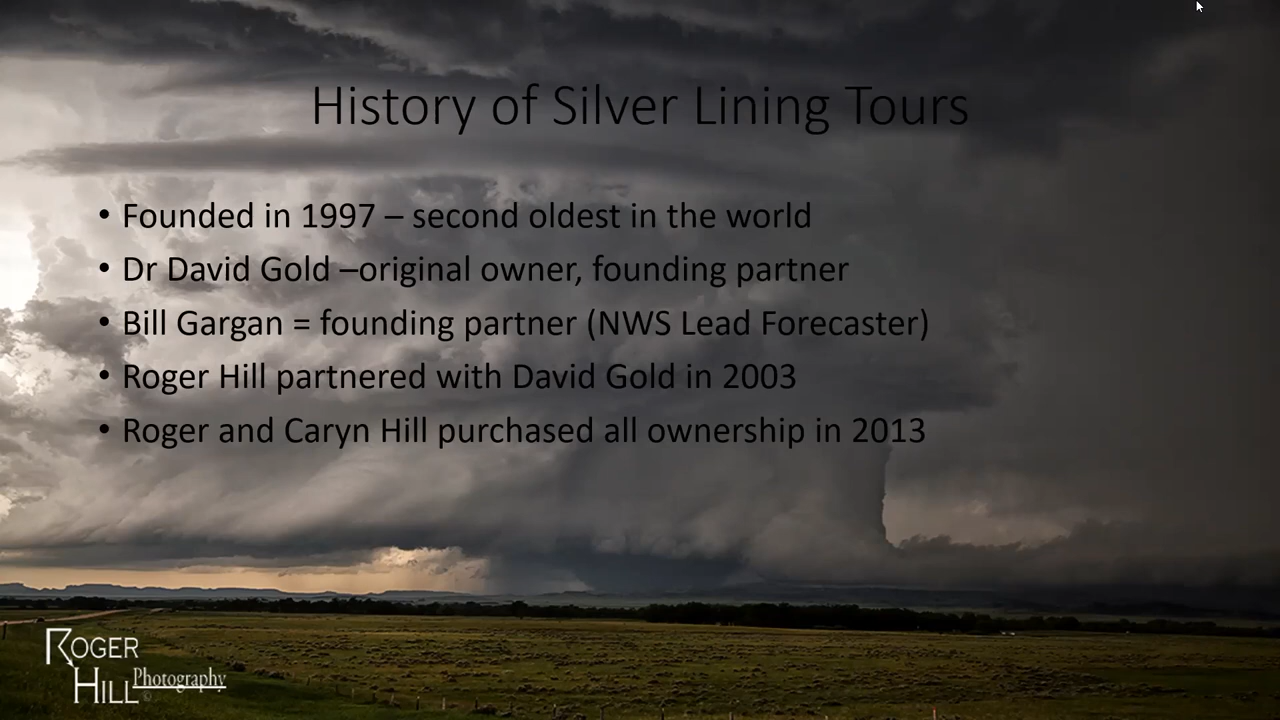 History of Silver Lining Tours
• Founded in 1997 – second oldest in the world
• Dr David Gold –original owner, founding partner
• Bill Gargan = founding partner (NWS Lead Forecaster)
• Roger Hill partnered with David Gold in 2003
• Roger and Caryn Hill purchased all ownership in 2013
ROGER
HILL Photography ©